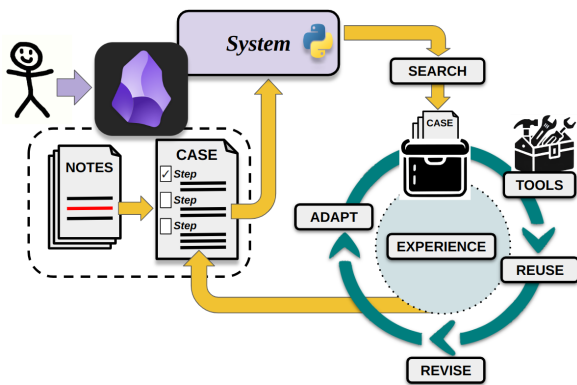 System
SEARCH
CASE
TOOLS
NOTES
CASE
Step
Step
Step
ADAPT
EXPERIENCE
REUSE
REVISE